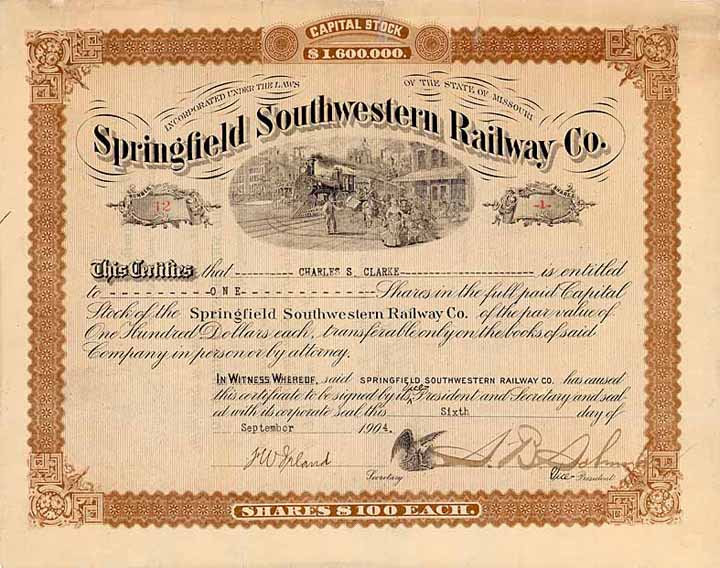 CAPITAL STOCK
$1,600,000.
INCORPORATED UNDER THE LAWS OF THE STATE OF MISSOURI
Springfield Southwestern Railway Co.
12
1
This Certifies that CHARLES S. CLARKE is entitled
to ONE Shares in the full paid Capital
Stock of the Springfield Southwestern Railway Co. of the par value of
One Hundred Dollars each, transferable only on the books of said
Company in person or by attorney.
In Witness Whereof, said SPRINGFIELD SOUTHWESTERN RAILWAY CO. has caused
this certificate to be signed by its Vice President and Secretary and seal
ed with its corporate seal this Sixth day of
September 1904.
Secretary
Vice- President
SHARES $100 EACH.